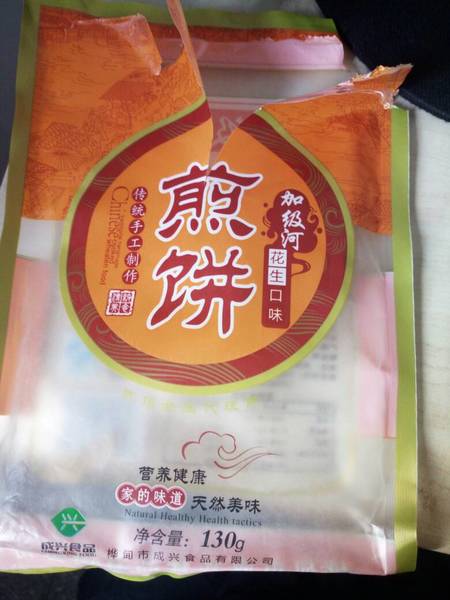 煎饼
加级河
花生口味
传统手工制作
营养健康
家的味道 天然美味
Natural Healthy Health tactics
净含量：130g
成兴食品
桦甸市成兴食品有限公司